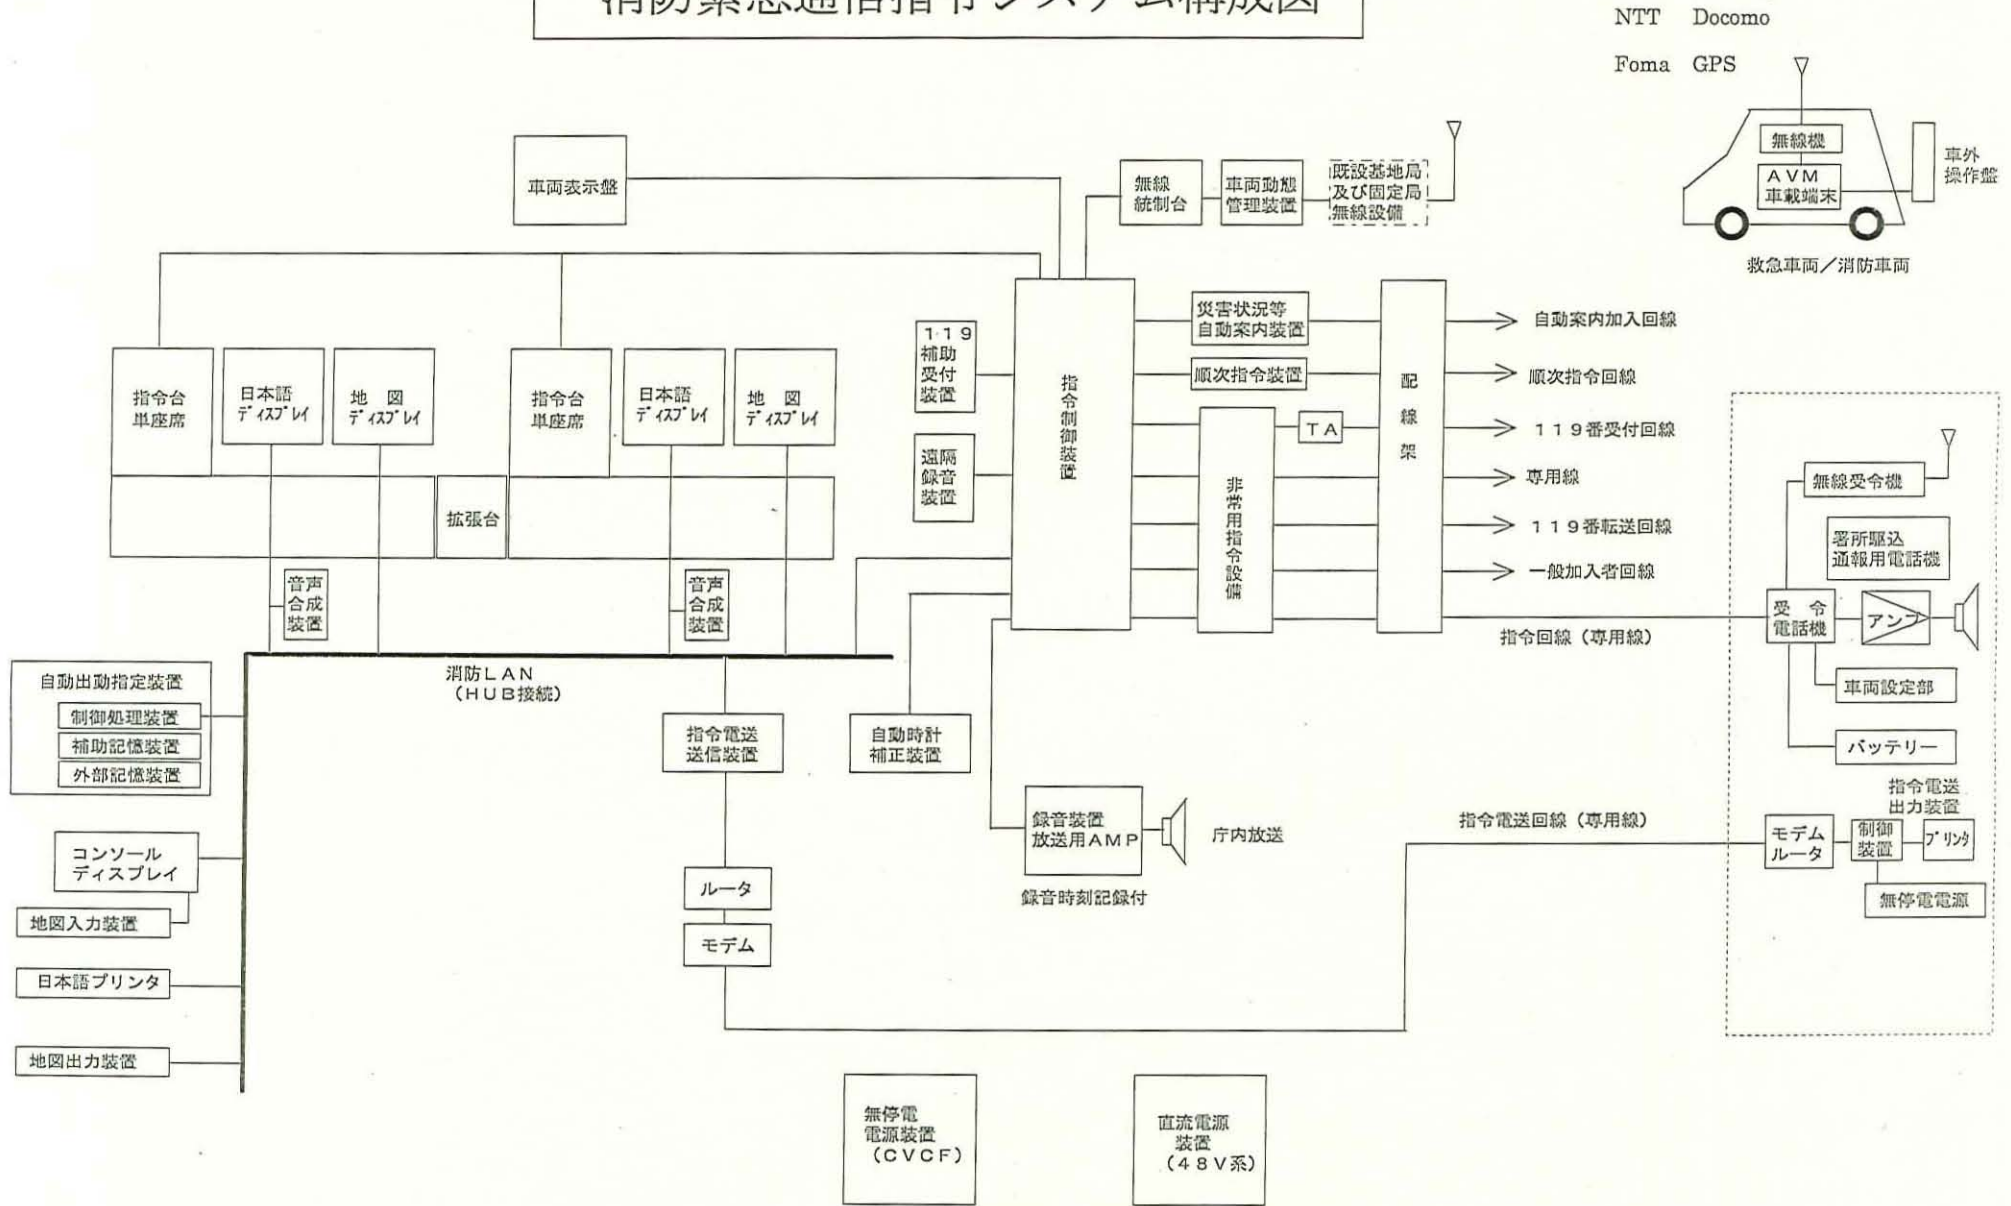 消防緊急通信指令システム構成図
NTT Docomo
Foma GPS
無線機
AVM
車載端末
車外
操作盤
救急車両／消防車両
車両表示盤
無線
統制台
車両動態
管理装置
既設基地局
及び固定局
無線設備
指令台
単座席
日本語
ディスプレイ
地 図
ディスプレイ
指令台
単座席
日本語
ディスプレイ
地 図
ディスプレイ
拡張台
音声
合成
装置
音声
合成
装置
119
補助
受付
装置
遠隔
録音
装置
指令制御装置
災害状況等
自動案内装置
順次指令装置
非常用指令設備
TA
配線架
自動案内加入回線
順次指令回線
119番受付回線
専用線
119番転送回線
一般加入者回線
指令回線（専用線）
無線受令機
署所駆込
通報用電話機
受 令
電話機
アンプ
車両設定部
バッテリー
指令電送
出力装置
モデム
ルータ
制御
装置
プリンタ
無停電電源
指令電送回線（専用線）
消防LAN
（HUB接続）
自動出動指定装置
制御処理装置
補助記憶装置
外部記憶装置
コンソール
ディスプレイ
地図入力装置
日本語プリンタ
地図出力装置
指令電送
送信装置
ルータ
モデム
自動時計
補正装置
録音装置
放送用AMP
庁内放送
録音時刻記録付
無停電
電源装置
（CVCF）
直流電源
装置
（48V系）